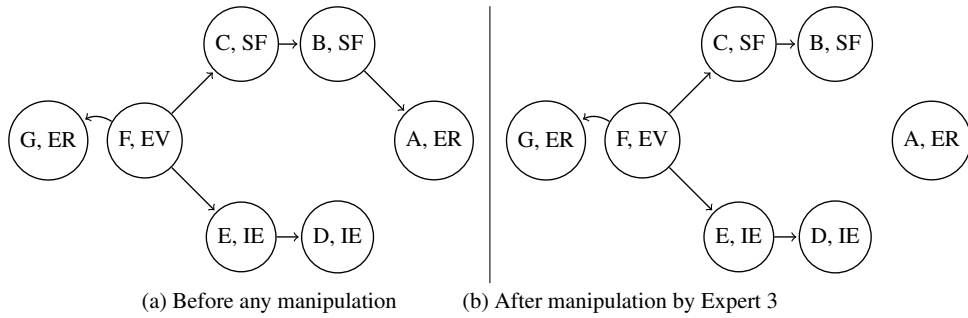 C, SF B, SF C, SF B, SF
G, ER F, EV A, ER G, ER F, EV A, ER
E, IE D, IE E, IE D, IE
(a) Before any manipulation (b) After manipulation by Expert 3